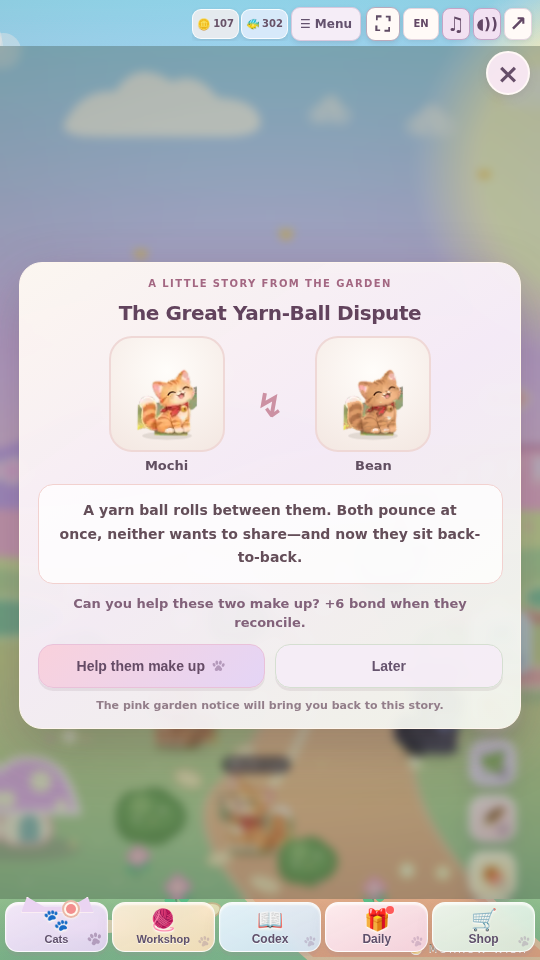 107
302
☰ Menu
EN
A LITTLE STORY FROM THE GARDEN
The Great Yarn-Ball Dispute
Mochi
Bean
A yarn ball rolls between them. Both pounce at
once, neither wants to share—and now they sit back-
to-back.
Can you help these two make up? +6 bond when they
reconcile.
Help them make up
Later
The pink garden notice will bring you back to this story.
Cats
Workshop
Codex
Daily
Shop